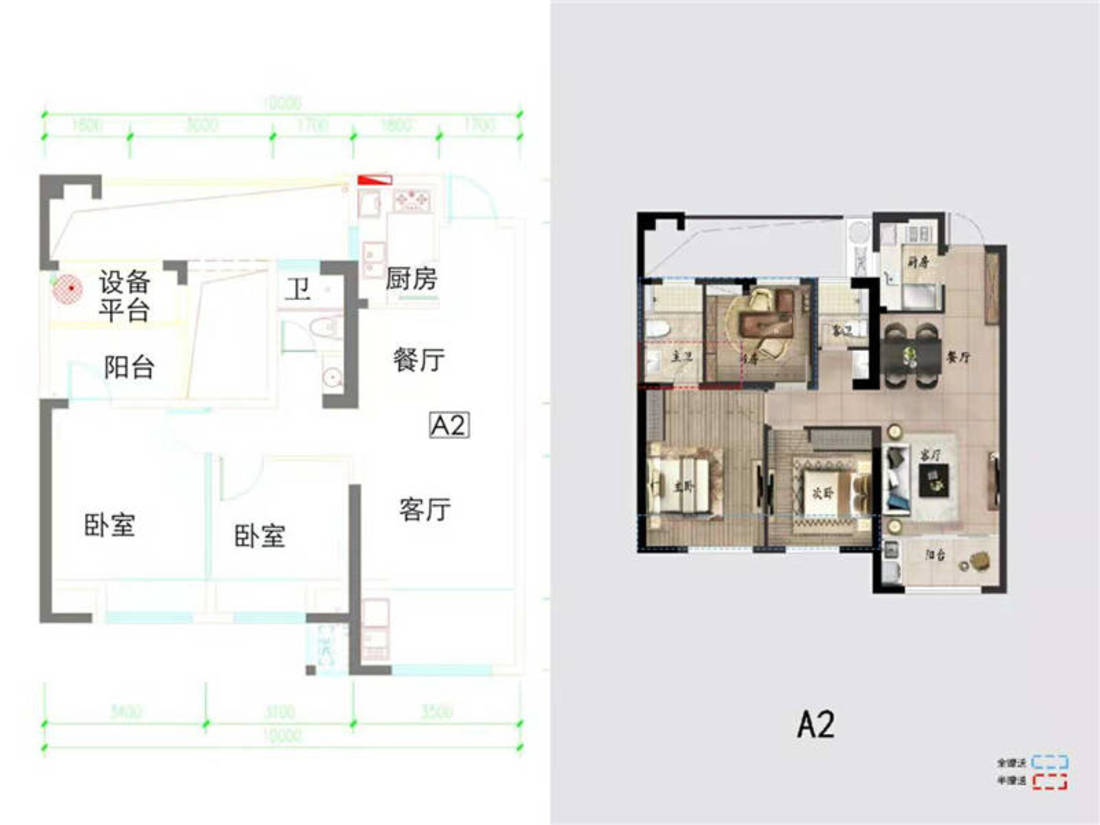 10000
1800 3000 1700 1800 1700
设备
平台
卫
厨房
阳台
餐厅
A2
客厅
卧室
卧室
3400 3100 3500
10000
厨房
主卫
书房
客卫
餐厅
主卧
次卧
客厅
阳台
A2
全赠送
半赠送